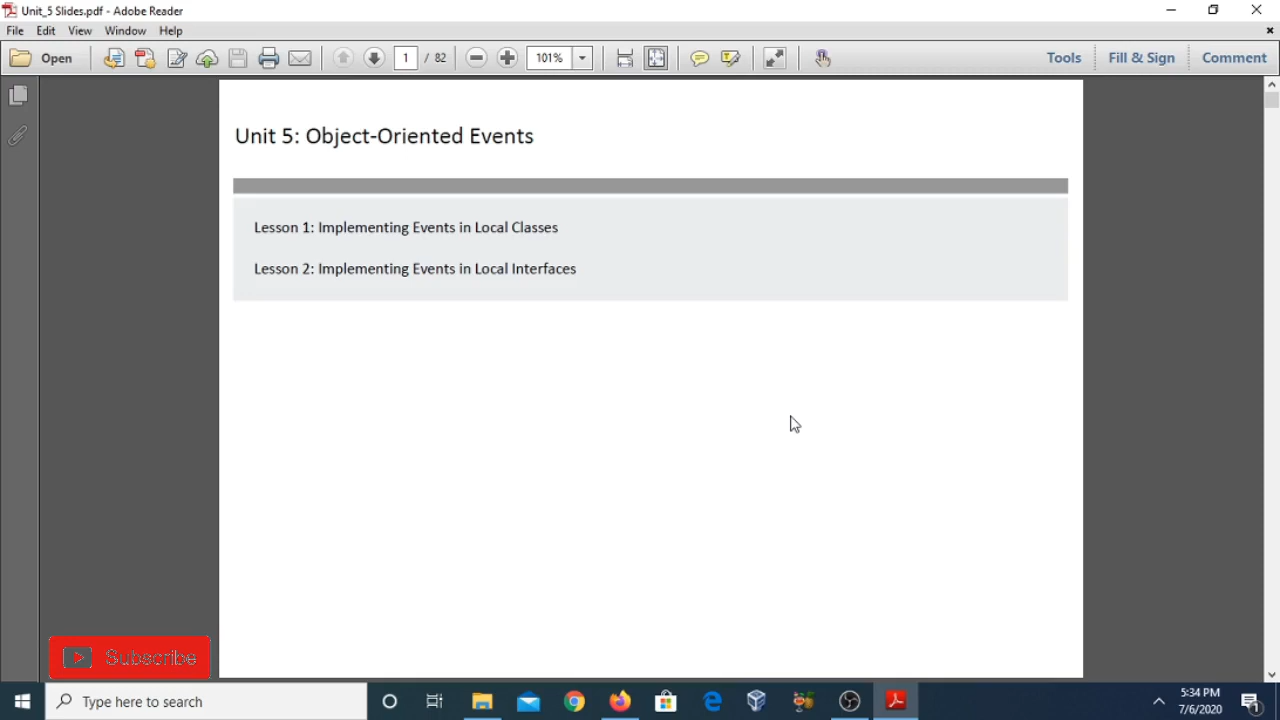 Unit_5 Slides.pdf - Adobe Reader
File Edit View Window Help
Open 1 / 82 101% Tools Fill & Sign Comment
Unit 5: Object-Oriented Events
Lesson 1: Implementing Events in Local Classes
Lesson 2: Implementing Events in Local Interfaces
Subscribe
Type here to search
5:34 PM
7/6/2020
1